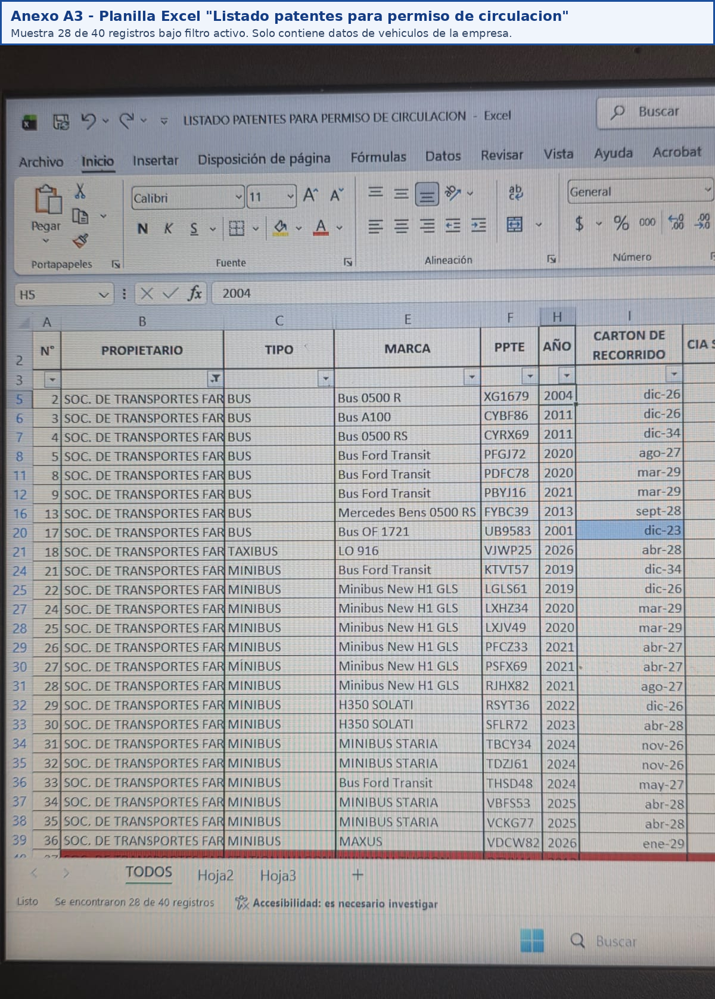 Anexo A3 - Planilla Excel "Listado patentes para permiso de circulacion"
Muestra 28 de 40 registros bajo filtro activo. Solo contiene datos de vehiculos de la empresa.
LISTADO PATENTES PARA PERMISO DE CIRCULACION - Excel
Buscar
Archivo Inicio Insertar Disposición de página Fórmulas Datos Revisar Vista Ayuda Acrobat
Calibri 11 General
Pegar N K S A $ % 000
Portapapeles Fuente Alineación Número
H5 fx 2004
A B C E F H I
2 N° PROPIETARIO TIPO MARCA PPTE AÑO CARTON DE RECORRIDO CIA S
3
5 2 SOC. DE TRANSPORTES FAR BUS Bus 0500 R XG1679 2004 dic-26
6 3 SOC. DE TRANSPORTES FAR BUS Bus A100 CYBF86 2011 dic-26
7 4 SOC. DE TRANSPORTES FAR BUS Bus 0500 RS CYRX69 2011 dic-34
8 5 SOC. DE TRANSPORTES FAR BUS Bus Ford Transit PFGJ72 2020 ago-27
11 8 SOC. DE TRANSPORTES FAR BUS Bus Ford Transit PDFC78 2020 mar-29
12 9 SOC. DE TRANSPORTES FAR BUS Bus Ford Transit PBYJ16 2021 mar-29
16 13 SOC. DE TRANSPORTES FAR BUS Mercedes Bens 0500 RS FYBC39 2013 sept-28
20 17 SOC. DE TRANSPORTES FAR BUS Bus OF 1721 UB9583 2001 dic-23
21 18 SOC. DE TRANSPORTES FAR TAXIBUS LO 916 VJWP25 2026 abr-28
24 21 SOC. DE TRANSPORTES FAR MINIBUS Bus Ford Transit KTVT57 2019 dic-34
25 22 SOC. DE TRANSPORTES FAR MINIBUS Minibus New H1 GLS LGLS61 2019 dic-26
27 24 SOC. DE TRANSPORTES FAR MINIBUS Minibus New H1 GLS LXHZ34 2020 mar-29
28 25 SOC. DE TRANSPORTES FAR MINIBUS Minibus New H1 GLS LXJV49 2020 mar-29
29 26 SOC. DE TRANSPORTES FAR MINIBUS Minibus New H1 GLS PFCZ33 2021 abr-27
30 27 SOC. DE TRANSPORTES FAR MINIBUS Minibus New H1 GLS PSFX69 2021 abr-27
31 28 SOC. DE TRANSPORTES FAR MINIBUS Minibus New H1 GLS RJHX82 2021 ago-27
32 29 SOC. DE TRANSPORTES FAR MINIBUS H350 SOLATI RSYT36 2022 dic-26
33 30 SOC. DE TRANSPORTES FAR MINIBUS H350 SOLATI SFLR72 2023 abr-28
34 31 SOC. DE TRANSPORTES FAR MINIBUS MINIBUS STARIA TBCY34 2024 nov-26
35 32 SOC. DE TRANSPORTES FAR MINIBUS MINIBUS STARIA TDZJ61 2024 nov-26
36 33 SOC. DE TRANSPORTES FAR MINIBUS Bus Ford Transit THSD48 2024 may-27
37 34 SOC. DE TRANSPORTES FAR MINIBUS MINIBUS STARIA VBFS53 2025 abr-28
38 35 SOC. DE TRANSPORTES FAR MINIBUS MINIBUS STARIA VCKG77 2025 abr-28
39 36 SOC. DE TRANSPORTES FAR MINIBUS MAXUS VDCW82 2026 ene-29
TODOS Hoja2 Hoja3 +
Listo Se encontraron 28 de 40 registros Accesibilidad: es necesario investigar
Buscar